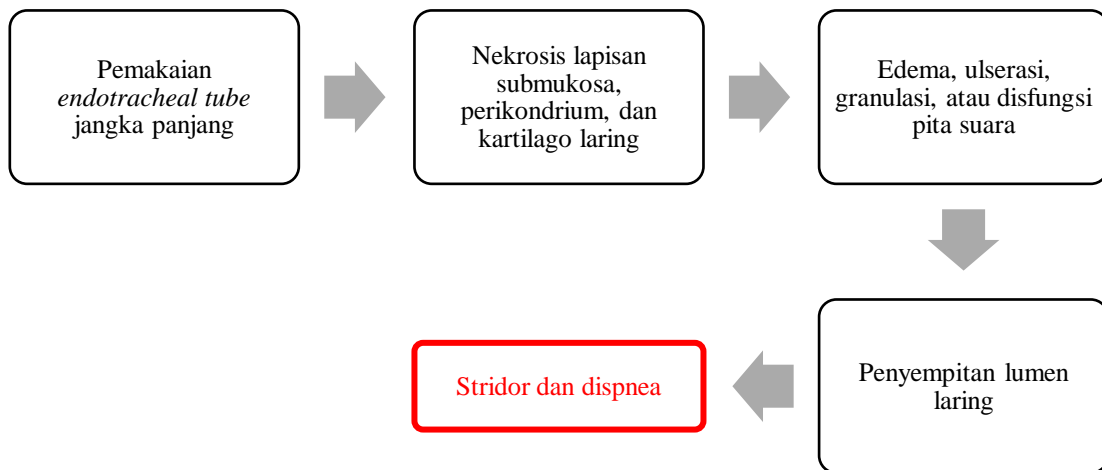 Pemakaian
endotracheal tube
jangka panjang
Nekrosis lapisan
submukosa,
perikondrium, dan
kartilago laring
Edema, ulserasi,
granulasi, atau disfungsi
pita suara
Penyempitan lumen
laring
Stridor dan dispnea